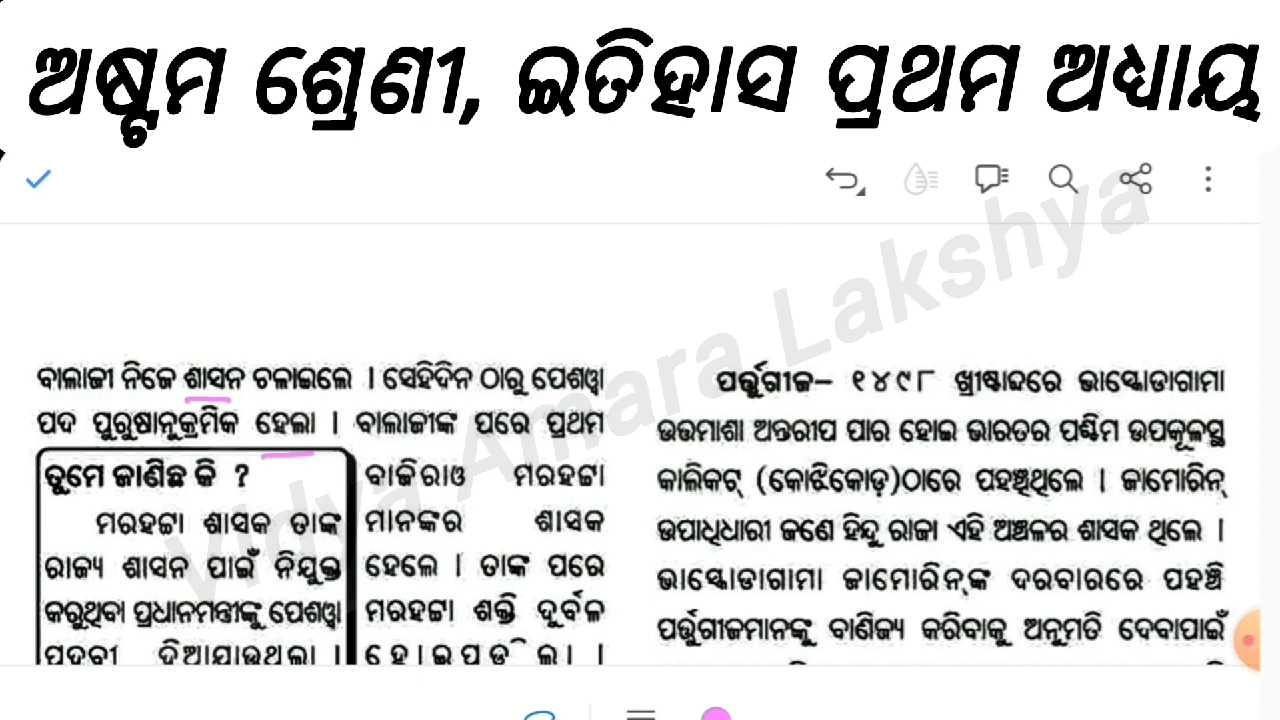 ଅଷ୍ଟମ ଶ୍ରେଣୀ, ଇତିହାସ ପ୍ରଥମ ଅଧ୍ୟାୟ
ବାଲାଜୀ ନିଜେ ଶାସନ ଚଳାଇଲେ । ସେହିଦିନ ଠାରୁ ପେଶୱା
ପଦ ପୁରୁଷାନୁକ୍ରମିକ ହେଲା । ବାଲାଜୀଙ୍କ ପରେ ପ୍ରଥମ
ତୁମେ ଜାଣିଛ କି ?
ମରହଟ୍ଟା ଶାସକ ତାଙ୍କ
ରାଜ୍ୟ ଶାସନ ପାଇଁ ନିଯୁକ୍ତ
କରୁଥିବା ପ୍ରଧାନମନ୍ତ୍ରୀଙ୍କୁ ପେଶୱା
ପଦବୀ ଦିଆଯାଉଥିଲା ।
ବାଜିରାଓ ମରହଟ୍ଟା
ମାନଙ୍କର ଶାସକ
ହେଲେ । ତାଙ୍କ ପରେ
ମରହଟ୍ଟା ଶକ୍ତି ଦୁର୍ବଳ
ହୋଇପଡ଼ିଲା ।
ପର୍ତ୍ତୁଗୀଜ– ୧୪୯୮ ଖ୍ରୀଷ୍ଟାବ୍ଦରେ ଭାସ୍କୋଡାଗାମା
ଉତ୍ତମାଶା ଅନ୍ତରୀପ ପାର ହୋଇ ଭାରତର ପଶ୍ଚିମ ଉପକୂଳସ୍ଥ
କାଲିକଟ୍ (କୋଝିକୋଡ଼)ଠାରେ ପହଞ୍ଚିଥିଲେ । ଜାମୋରିନ୍
ଉପାଧିଧାରୀ ଜଣେ ହିନ୍ଦୁ ରାଜା ଏହି ଅଞ୍ଚଳର ଶାସକ ଥିଲେ ।
ଭାସ୍କୋଡାଗାମା ଜାମୋରିନ୍‌ଙ୍କ ଦରବାରରେ ପହଞ୍ଚି
ପର୍ତ୍ତୁଗୀଜମାନଙ୍କୁ ବାଣିଜ୍ୟ କରିବାକୁ ଅନୁମତି ଦେବାପାଇଁ
Vidya Amara Lakshya